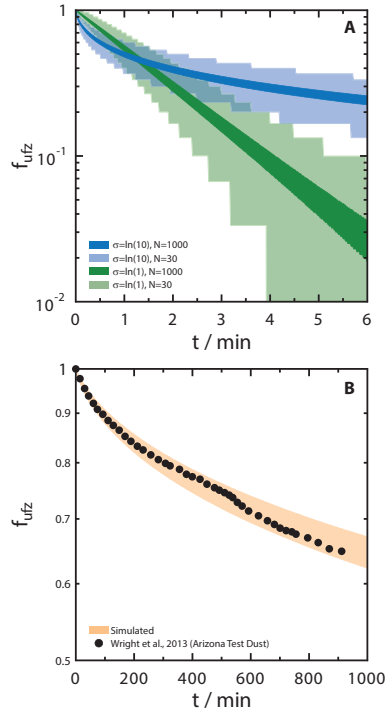 A
1
10-1
10-2
fufz
σ=ln(10), N=1000
σ=ln(10), N=30
σ=ln(1), N=1000
σ=ln(1), N=30
0 1 2 3 4 5 6
t / min
B
1
0.9
0.8
0.7
0.6
0.5
fufz
Simulated
Wright et al., 2013 (Arizona Test Dust)
0 200 400 600 800 1000
t / min